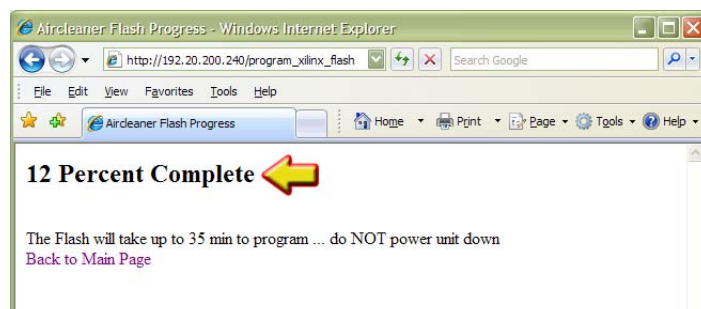 Aircleaner Flash Progress - Windows Internet Explorer
http://192.20.200.240/program_xilinx_flash
Search Google
File Edit View Favorites Tools Help
Aircleaner Flash Progress
Home Print Page Tools Help
12 Percent Complete
The Flash will take up to 35 min to program ... do NOT power unit down
Back to Main Page